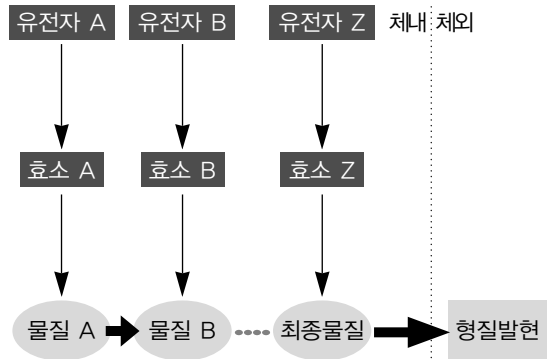 유전자 A 유전자 B 유전자 Z 체내 체외
효소 A 효소 B 효소 Z
물질 A 물질 B 최종물질 형질발현